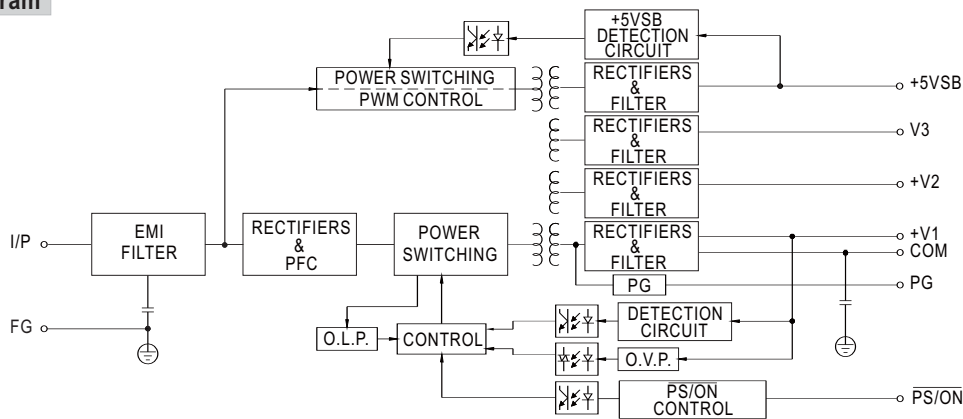 ram
+5VSB
DETECTION
CIRCUIT
POWER SWITCHING
PWM CONTROL
RECTIFIERS
&
FILTER
+5VSB
RECTIFIERS
&
FILTER
V3
RECTIFIERS
&
FILTER
+V2
I/P
EMI
FILTER
RECTIFIERS
&
PFC
POWER
SWITCHING
RECTIFIERS
&
FILTER
+V1
COM
PG
PG
FG
O.L.P.
CONTROL
DETECTION
CIRCUIT
O.V.P.
PS/ON
CONTROL
PS/ON